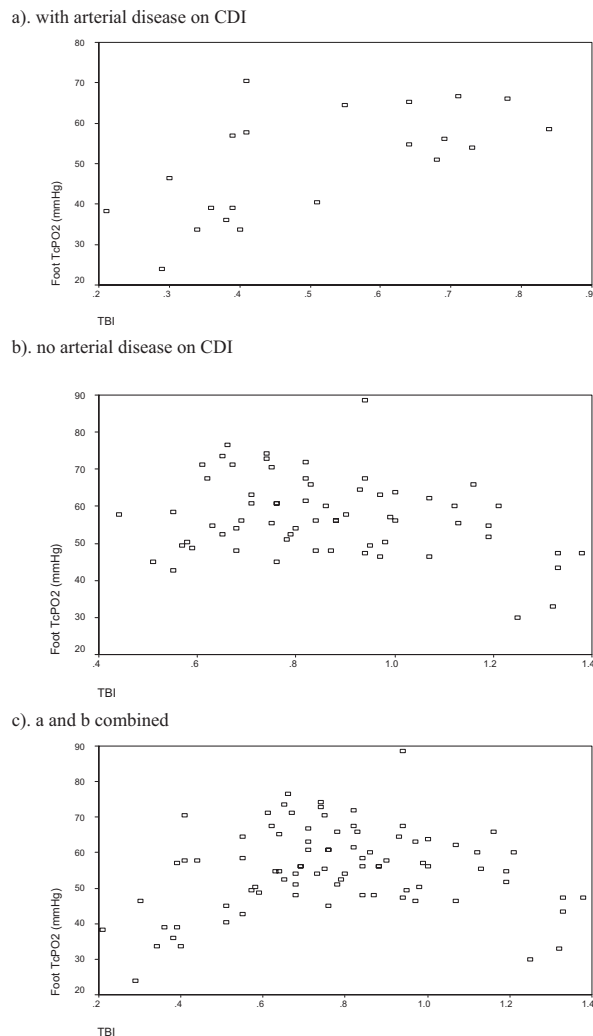 a). with arterial disease on CDI
80
70
60
50
40
30
20
Foot TcPO2 (mmHg)
.2 .3 .4 .5 .6 .7 .8 .9
TBI
b). no arterial disease on CDI
90
80
70
60
50
40
30
20
Foot TcPO2 (mmHg)
.4 .6 .8 1.0 1.2 1.4
TBI
c). a and b combined
90
80
70
60
50
40
30
20
Foot TcPO2 (mmHg)
.2 .4 .6 .8 1.0 1.2 1.4
TBI